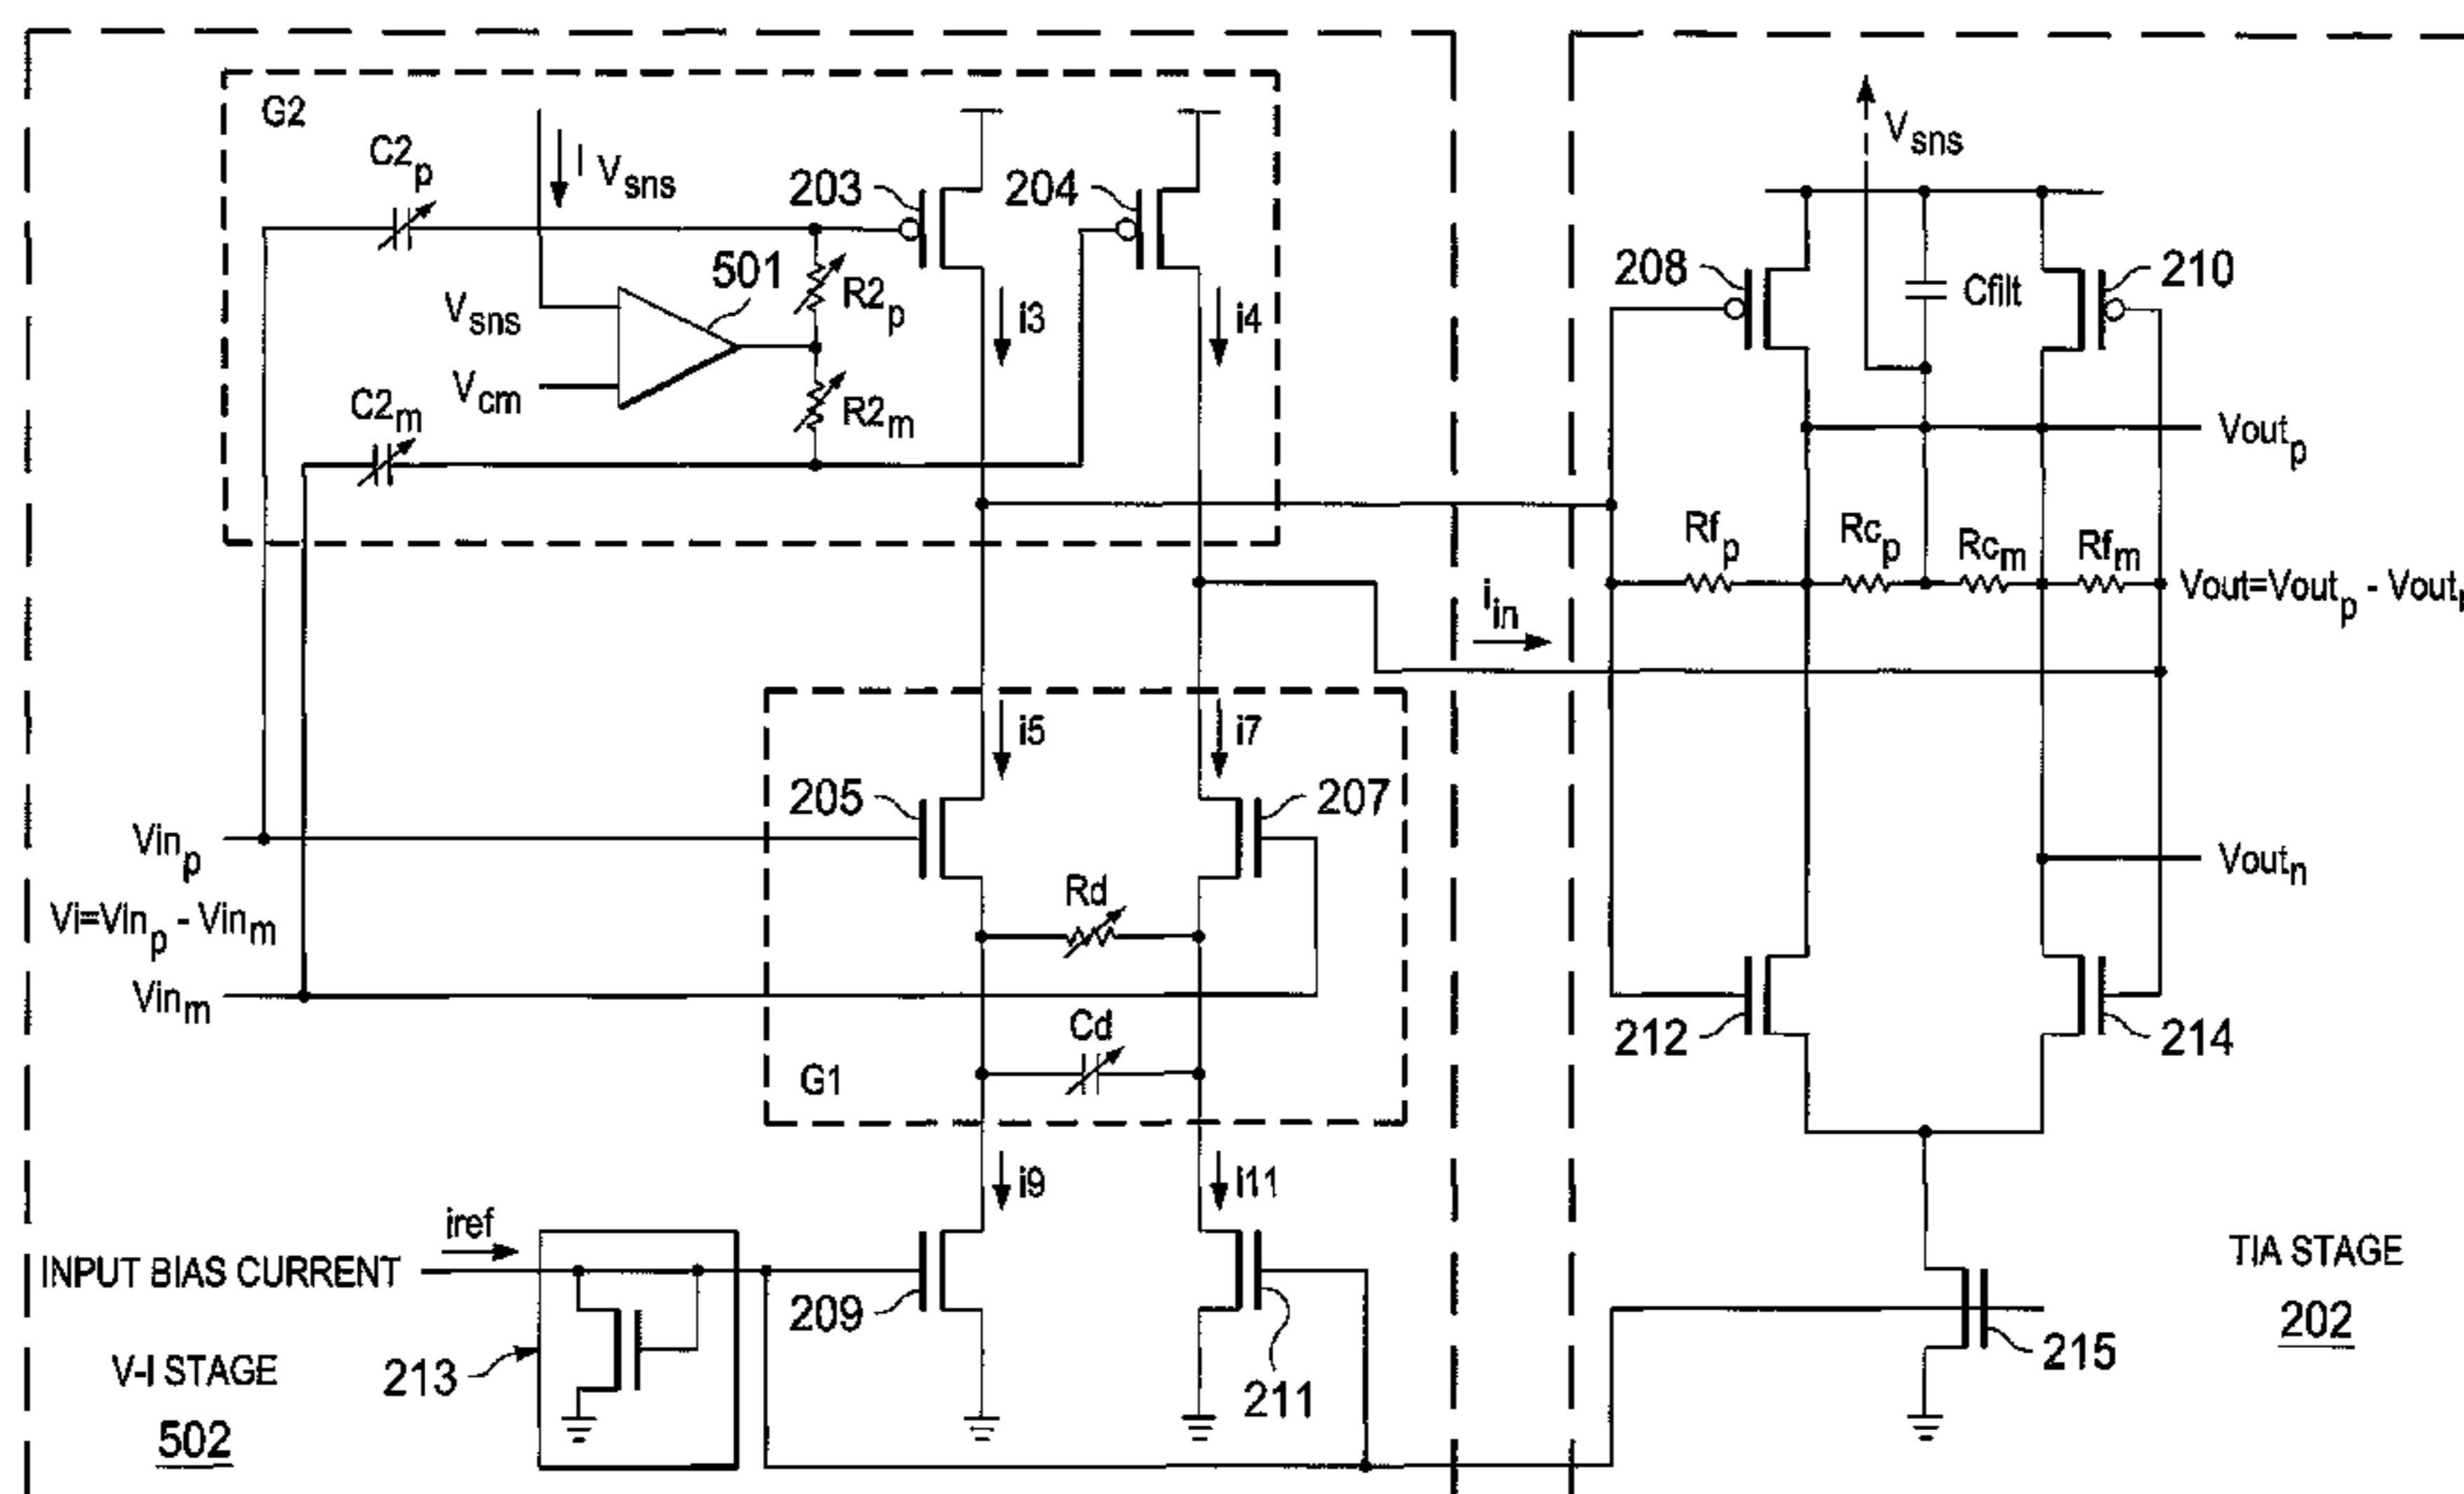 G2
C2p
I Vsns
203
204
Vsns
208
Cfilt
210
501
R2p
i3
i4
Vsns
Vcm
R2m
C2m
Voutp
Rfp
Rcp
Rcm
Rfm
Vout=Voutp - Vout
iin
i5
i7
205
207
Vinp
Rd
Voutn
Vi=Vinp - Vinm
Vinm
Cd
212
214
G1
i9
i11
iref
INPUT BIAS CURRENT
209
211
213
215
TIA STAGE
202
V-I STAGE
502